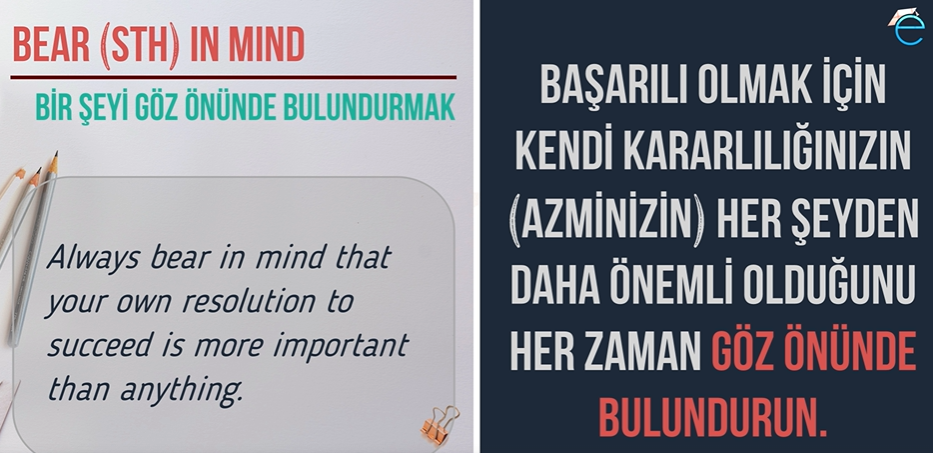 BEAR (STH) IN MIND
BİR ŞEYİ GÖZ ÖNÜNDE BULUNDURMAK
Always bear in mind that
your own resolution to
succeed is more important
than anything.
BAŞARILI OLMAK İÇİN
KENDİ KARARLILIĞINIZIN
(AZMİNİZİN) HER ŞEYDEN
DAHA ÖNEMLİ OLDUĞUNU
HER ZAMAN GÖZ ÖNÜNDE
BULUNDURUN.